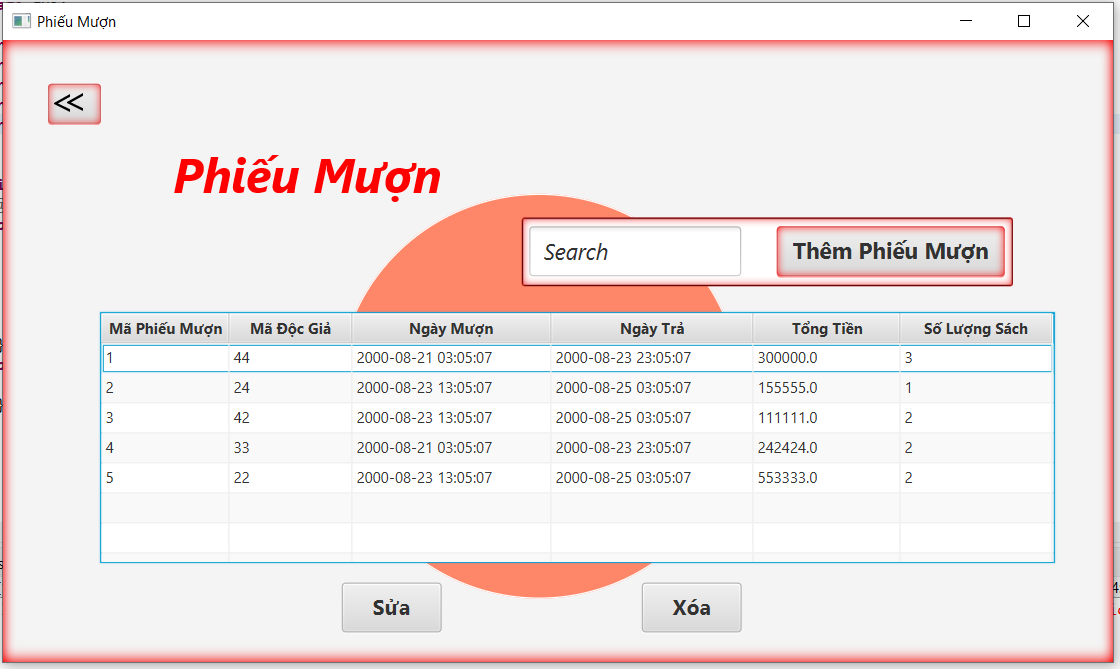 Phiếu Mượn
<<
Phiếu Mượn
Search Thêm Phiếu Mượn
Mã Phiếu Mượn Mã Độc Giả Ngày Mượn Ngày Trả Tổng Tiền Số Lượng Sách
1 44 2000-08-21 03:05:07 2000-08-23 23:05:07 300000.0 3
2 24 2000-08-23 13:05:07 2000-08-25 03:05:07 155555.0 1
3 42 2000-08-23 13:05:07 2000-08-25 03:05:07 111111.0 2
4 33 2000-08-21 03:05:07 2000-08-23 23:05:07 242424.0 2
5 22 2000-08-23 13:05:07 2000-08-25 03:05:07 553333.0 2
Sửa Xóa